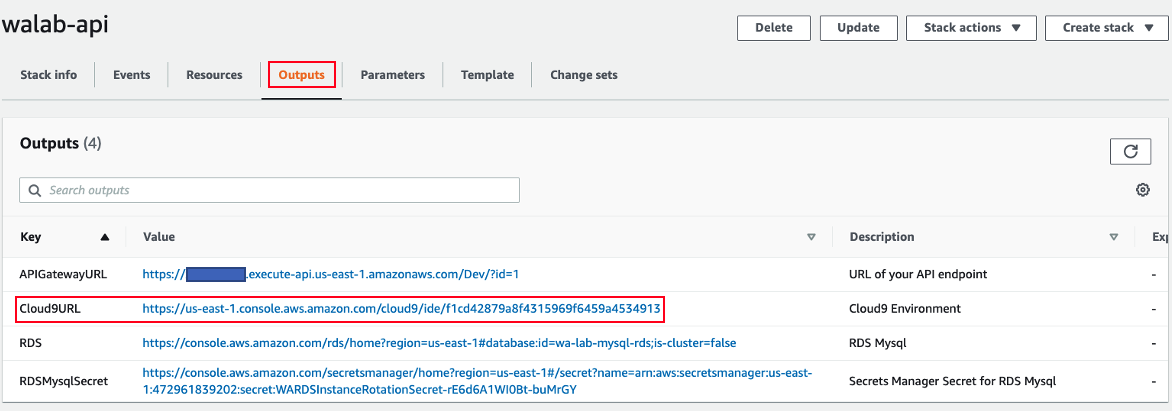 walab-api
Delete Update Stack actions Create stack
Stack info Events Resources Outputs Parameters Template Change sets
Outputs (4)
Search outputs
Key Value Description Exp
APIGatewayURL https:// .execute-api.us-east-1.amazonaws.com/Dev/?id=1 URL of your API endpoint -
Cloud9URL https://us-east-1.console.aws.amazon.com/cloud9/ide/f1cd42879a8f4315969f6459a4534913 Cloud9 Environment -
RDS https://console.aws.amazon.com/rds/home?region=us-east-1#database:id=wa-lab-mysql-rds;is-cluster=false RDS Mysql -
RDSMysqlSecret https://console.aws.amazon.com/secretsmanager/home?region=us-east-1#/secret?name=arn:aws:secretsmanager:us-east- Secrets Manager Secret for RDS Mysql -
1:472961839202:secret:WARDSInstanceRotationSecret-rE6d6A1WI0Bt-buMrGY